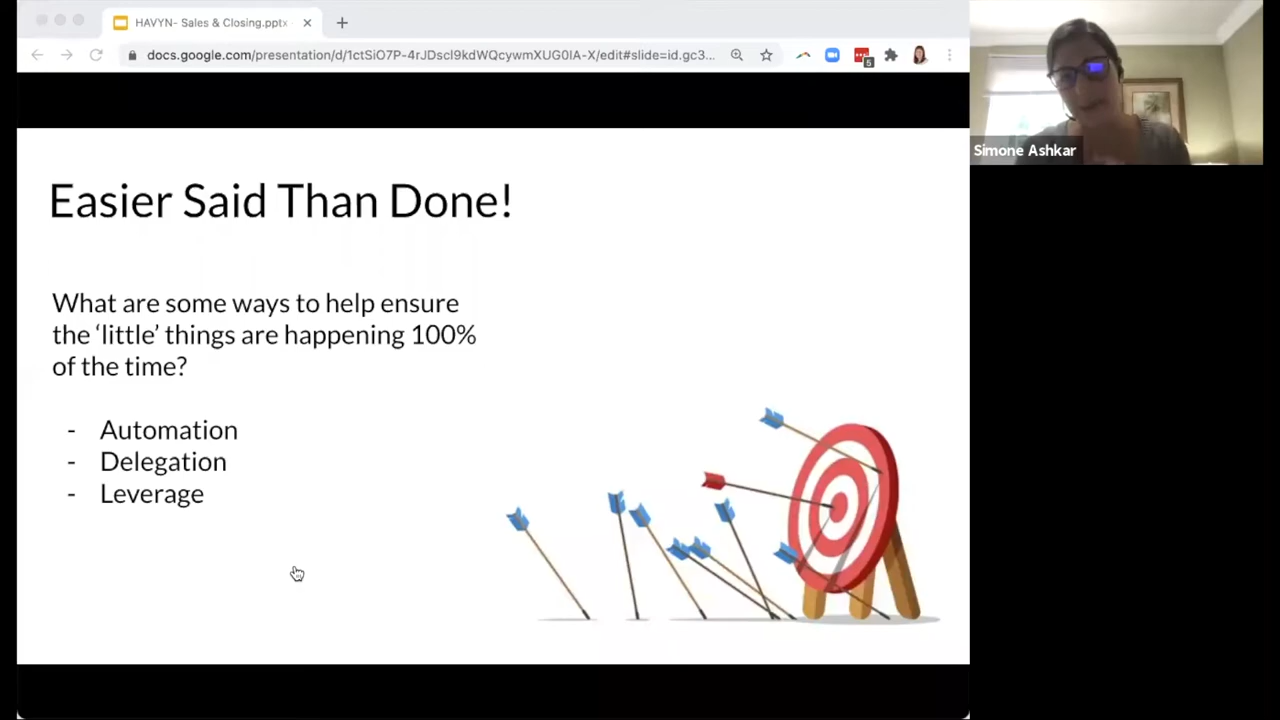 HAVYN- Sales & Closing.pptx
docs.google.com/presentation/d/1ctSiO7P-4rJDscI9kdWQcywmXUG0IA-X/edit#slide=id.gc3...
5
Simone Ashkar
Easier Said Than Done!
What are some ways to help ensure
the ‘little’ things are happening 100%
of the time?
- Automation
- Delegation
- Leverage